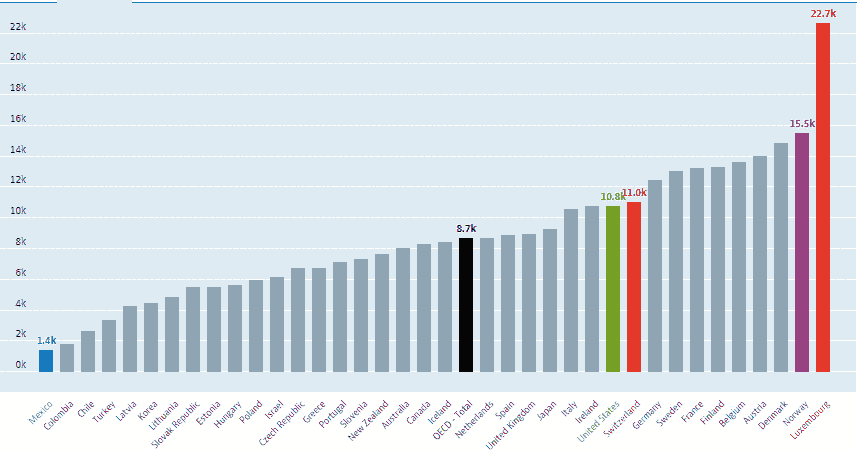 22k
20k
18k
16k
14k
12k
10k
8k
6k
4k
2k
0k
1.4k
8.7k
10.8k
11.0k
15.5k
22.7k
Mexico
Colombia
Chile
Turkey
Latvia
Korea
Lithuania
Slovak Republic
Estonia
Hungary
Poland
Israel
Czech Republic
Greece
Portugal
Slovenia
New Zealand
Australia
Canada
Iceland
OECD - Total
Netherlands
Spain
United Kingdom
Japan
Italy
Ireland
United States
Switzerland
Germany
Sweden
France
Finland
Belgium
Austria
Denmark
Norway
Luxembourg